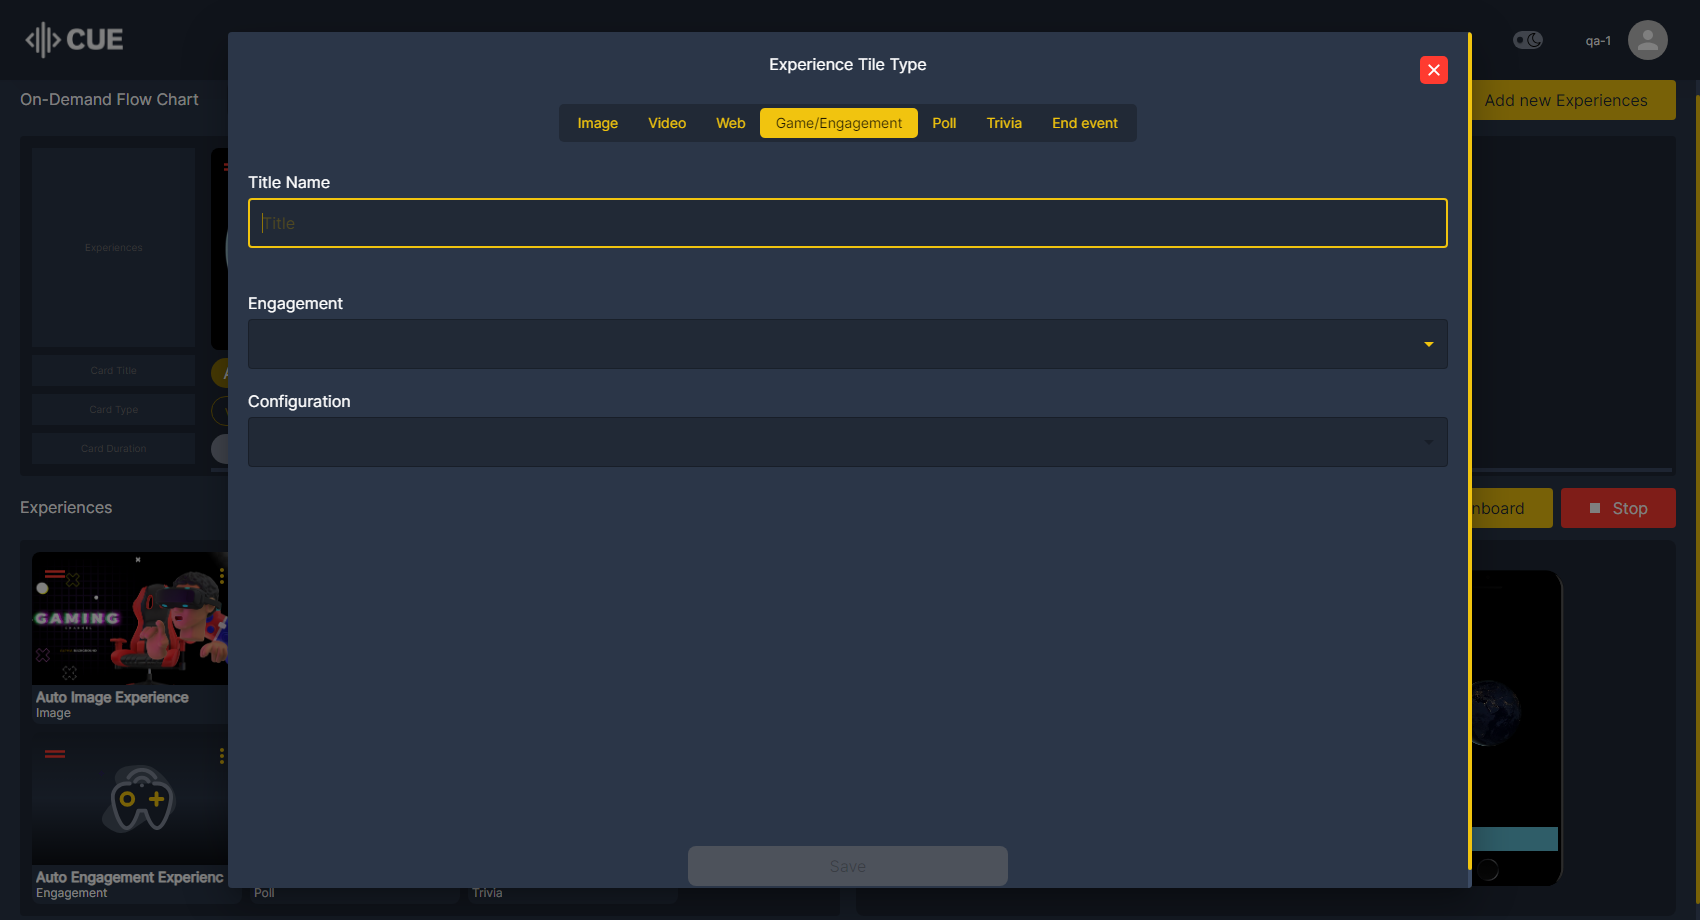 CUE
qa-1
On-Demand Flow Chart
Add new Experiences
Experience Tile Type
Image Video Web Game/Engagement Poll Trivia End event
Title Name
Title
Experiences
Engagement
Card Title
Card Type
Card Duration
Configuration
Experiences
nboard
Stop
GAMING
Auto Image Experience
Image
Auto Engagement Experienc
Engagement
Poll
Trivia
Save